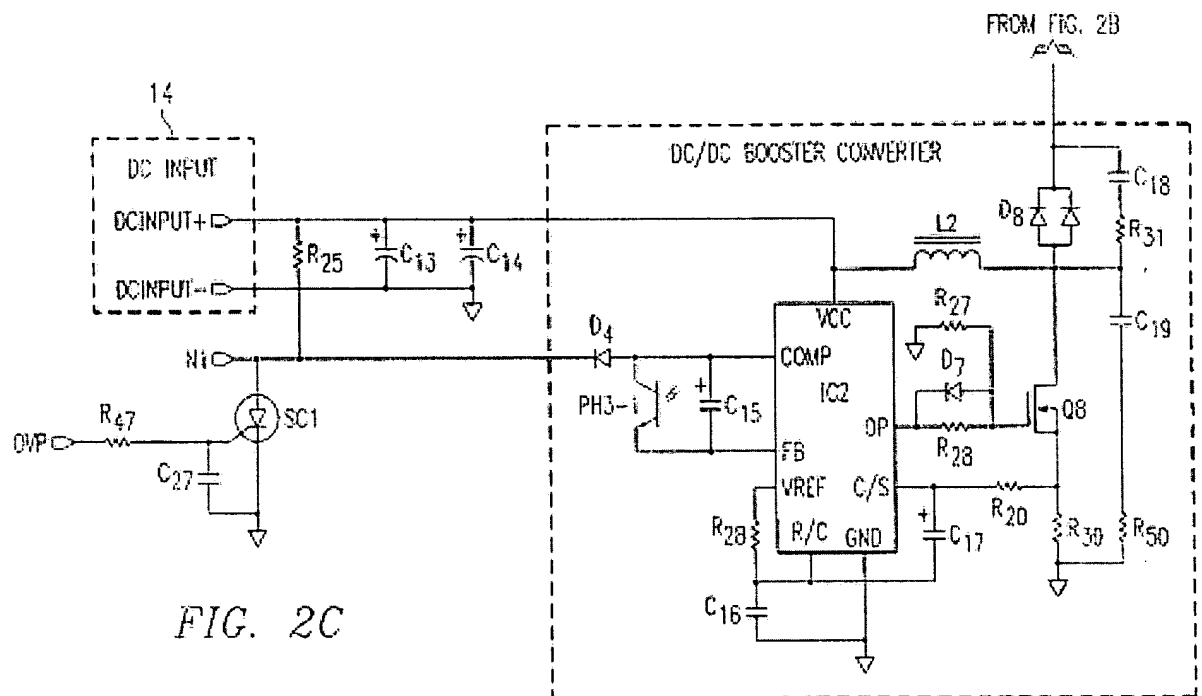 FROM FIG. 2B
14
DC INPUT
DC/DC BOOSTER CONVERTER
DCINPUT+
DCINPUT-
R25
C13
C14
L2
D8
C18
R31
C19
N1
D4
VCC
R27
COMP
D7
PH3-1
C15
IC2
Q8
OP
R28
FB
R47
OVP
SC1
C27
VREF
C/S
R20
R28
R/C
GND
C17
R30
R50
C16
FIG. 2C